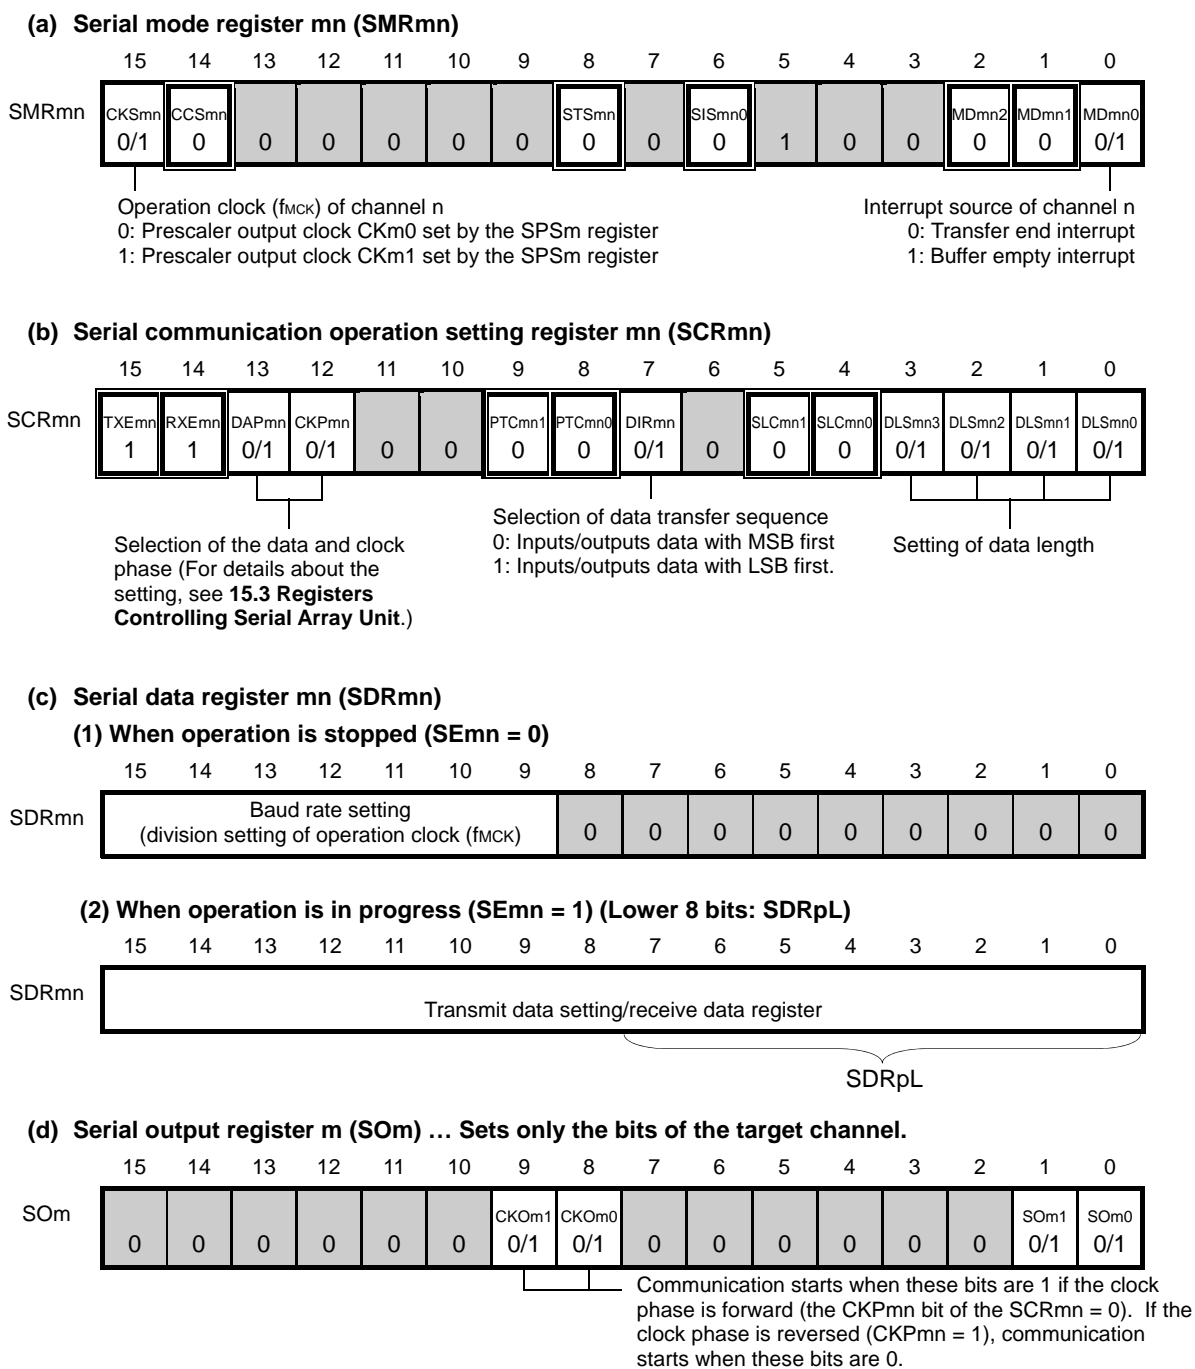 (a) Serial mode register mn (SMRmn)
15 14 13 12 11 10 9 8 7 6 5 4 3 2 1 0
SMRmn CKSmn CCSmn STSmn SISmn0 MDmn2 MDmn1 MDmn0
0/1 0 0 0 0 0 0 0 0 0 1 0 0 0 0 0/1
Operation clock (fMCK) of channel n
0: Prescaler output clock CKm0 set by the SPSm register
1: Prescaler output clock CKm1 set by the SPSm register
Interrupt source of channel n
0: Transfer end interrupt
1: Buffer empty interrupt
(b) Serial communication operation setting register mn (SCRmn)
15 14 13 12 11 10 9 8 7 6 5 4 3 2 1 0
SCRmn TXEmn RXEmn DAPmn CKPmn PTCmn1 PTCmn0 DIRmn SLCmn1 SLCmn0 DLSmn3 DLSmn2 DLSmn1 DLSmn0
1 1 0/1 0/1 0 0 0 0 0/1 0 0 0 0/1 0/1 0/1 0/1
Selection of the data and clock
phase (For details about the
setting, see 15.3 Registers
Controlling Serial Array Unit.)
Selection of data transfer sequence
0: Inputs/outputs data with MSB first
1: Inputs/outputs data with LSB first.
Setting of data length
(c) Serial data register mn (SDRmn)
(1) When operation is stopped (SEmn = 0)
15 14 13 12 11 10 9 8 7 6 5 4 3 2 1 0
SDRmn Baud rate setting
(division setting of operation clock (fMCK) 0 0 0 0 0 0 0 0 0
(2) When operation is in progress (SEmn = 1) (Lower 8 bits: SDRpL)
15 14 13 12 11 10 9 8 7 6 5 4 3 2 1 0
SDRmn Transmit data setting/receive data register
SDRpL
(d) Serial output register m (SOm) … Sets only the bits of the target channel.
15 14 13 12 11 10 9 8 7 6 5 4 3 2 1 0
SOm CKOm1 CKOm0 SOm1 SOm0
0 0 0 0 0 0 0/1 0/1 0 0 0 0 0 0 0/1 0/1
Communication starts when these bits are 1 if the clock
phase is forward (the CKPmn bit of the SCRmn = 0). If the
clock phase is reversed (CKPmn = 1), communication
starts when these bits are 0.